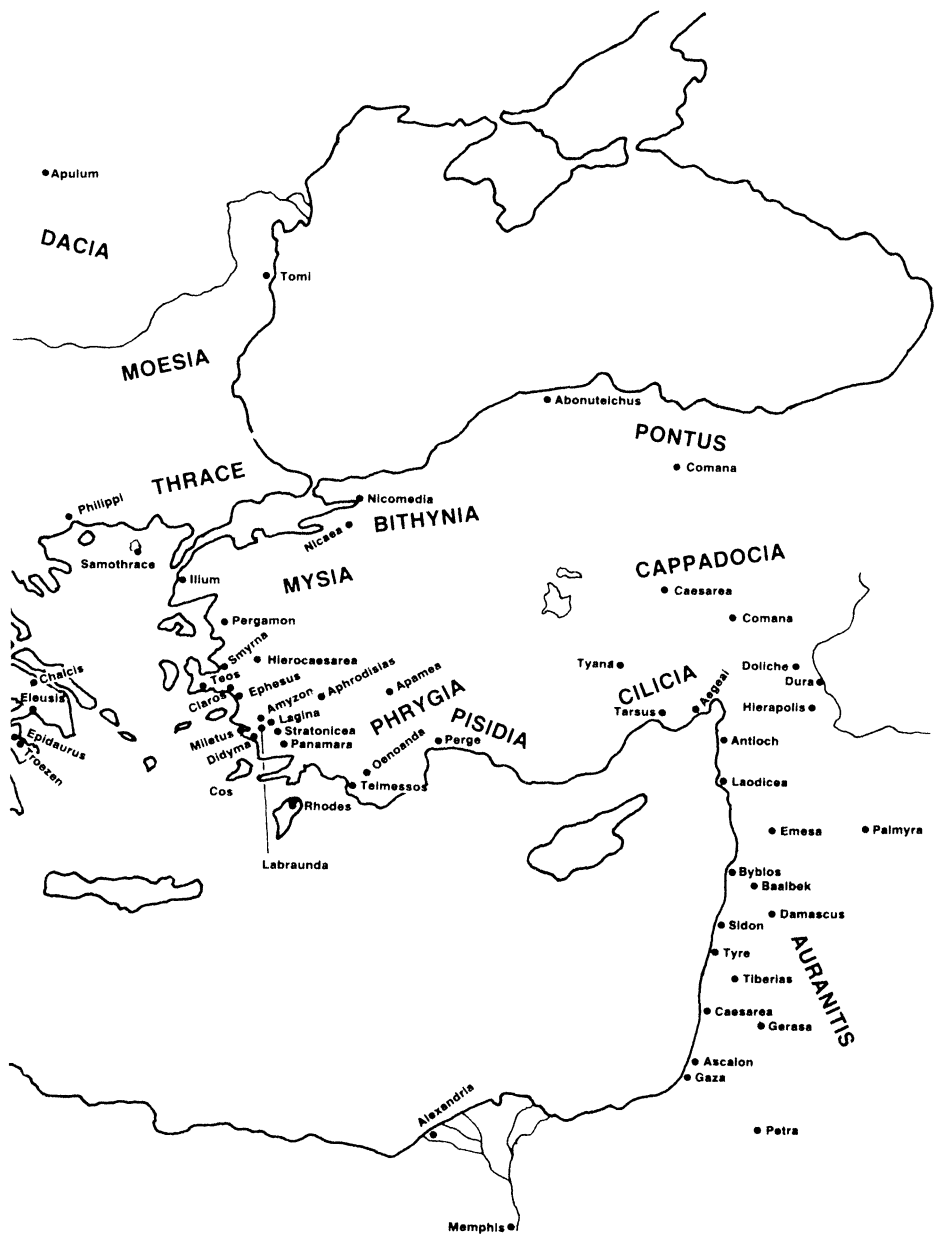 Apulum
DACIA
Tomi
MOESIA
Abonuteichus
PONTUS
Comana
THRACE
Philippi
Nicomedia
BITHYNIA
Nicaea
Samothrace
Ilium
MYSIA
CAPPADOCIA
Caesarea
Comana
Pergamon
Smyrna
Hierocaesarea
Tyana
Doliche
Dura
Chalcis
Teos
Claros
Ephesus
Amyzon
Aphrodisias
Apamea
PHRYGIA
PISIDIA
CILICIA
Aegeai
Tarsus
Hierapolis
Eleusis
Lagina
Stratonicea
Panamara
Miletus
Didyma
Epidaurus
Troezen
Oenoanda
Perge
Antioch
Cos
Telmessos
Laodicea
Rhodes
Emesa
Palmyra
Labraunda
Byblos
Baalbek
Damascus
Sidon
AURANITIS
Tyre
Tiberias
Caesarea
Gerasa
Ascalon
Gaza
Alexandria
Petra
Memphis